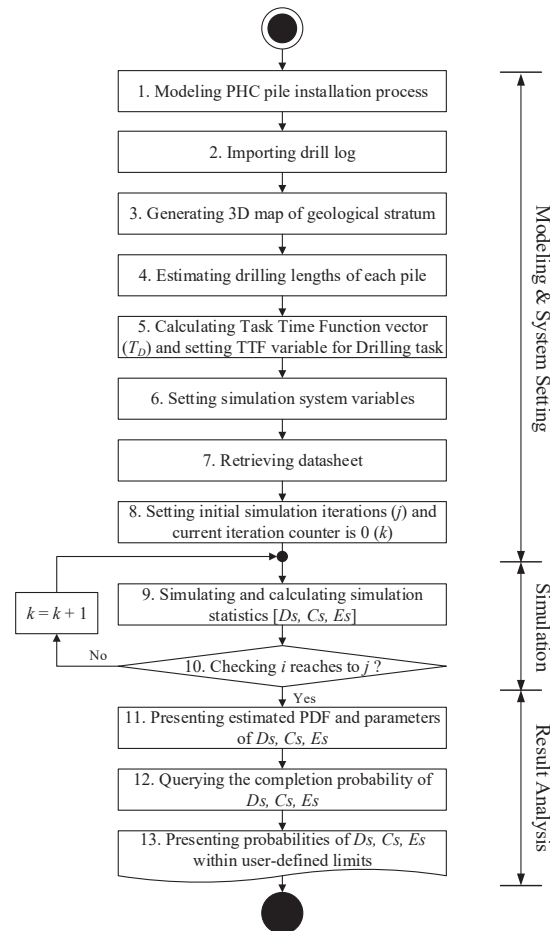 1. Modeling PHC pile installation process
2. Importing drill log
3. Generating 3D map of geological stratum
4. Estimating drilling lengths of each pile
5. Calculating Task Time Function vector
(T_D) and setting TTF variable for Drilling task
6. Setting simulation system variables
7. Retrieving datasheet
8. Setting initial simulation iterations (j) and
current iteration counter is 0 (k)
Modeling & System Setting
9. Simulating and calculating simulation
statistics [Ds, Cs, Es]
k = k + 1
No
10. Checking i reaches to j ?
Simulation
Yes
11. Presenting estimated PDF and parameters
of Ds, Cs, Es
12. Querying the completion probability of
Ds, Cs, Es
13. Presenting probabilities of Ds, Cs, Es
within user-defined limits
Result Analysis